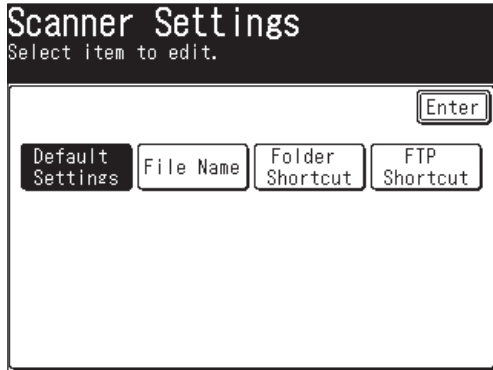 Scanner Settings
Select item to edit.
Enter
Default Settings
File Name
Folder Shortcut
FTP Shortcut